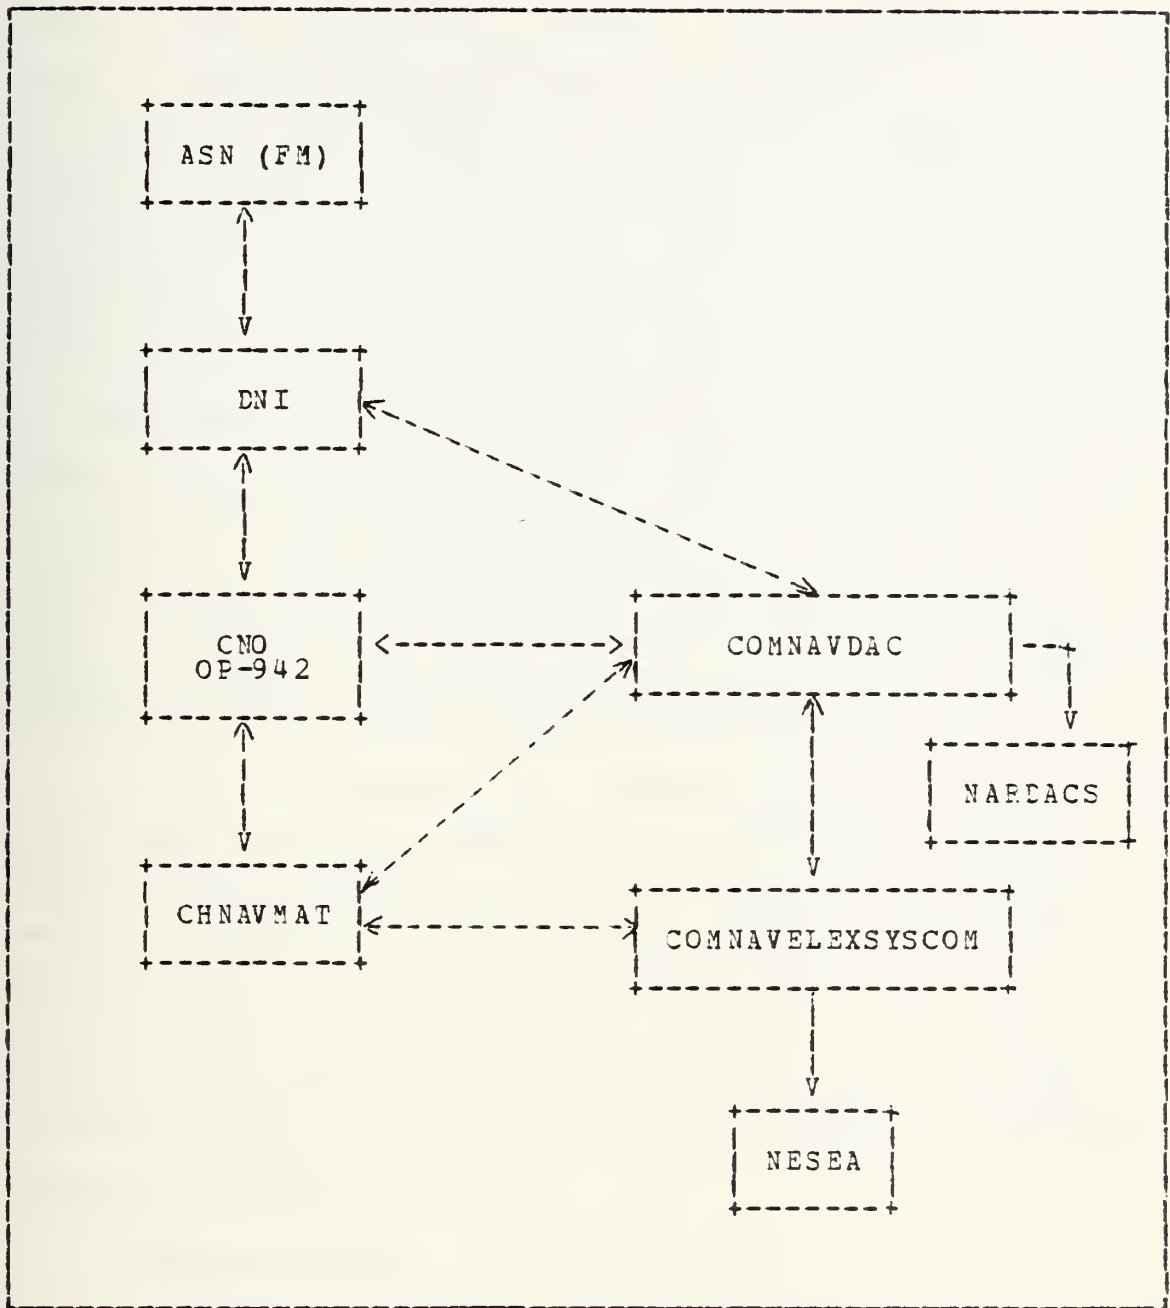 ASN (FM)
DNI
CNO
OP-942
COMNAVDAC
NARDACS
CHNAVMAT
COMNAVELEXSYSCOM
NESEA